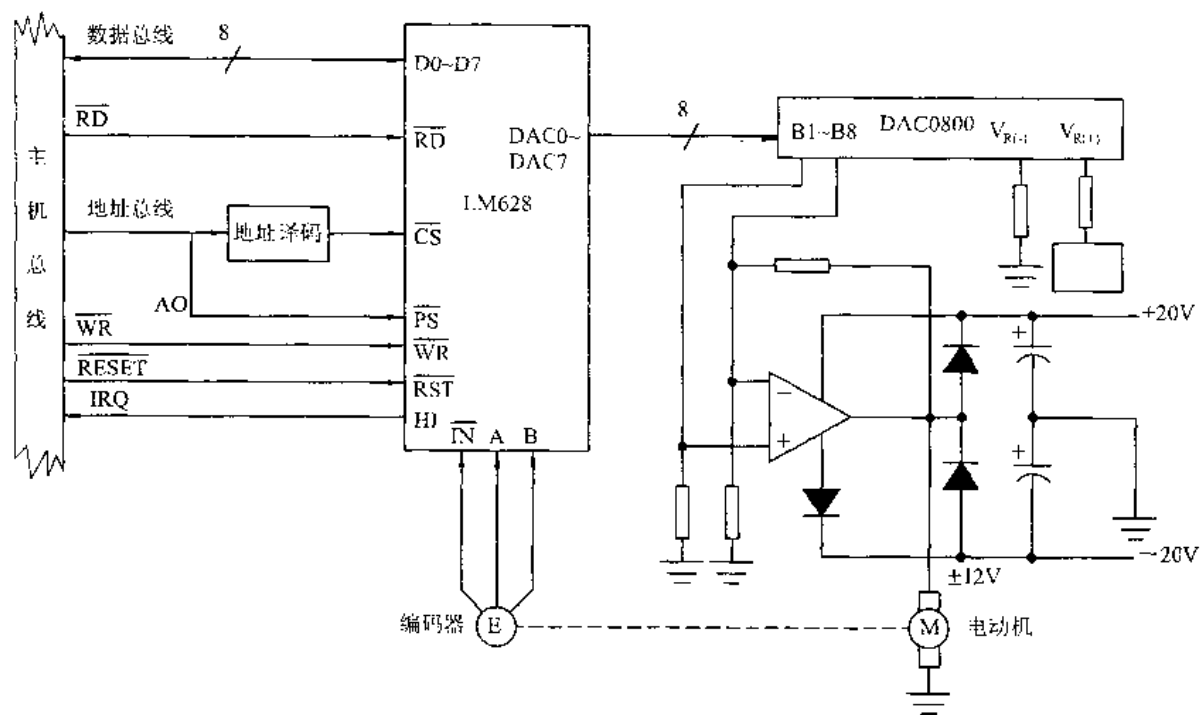 数据总线
8
D0~D7
RD
RD
主机总线
DAC0~
DAC7
8
B1~B8
DAC0800
VR(-)
VR(+)
LM628
地址总线
地址译码
CS
AO
PS
WR
WR
RESET
RST
IRQ
HI
IN
A
B
+20V
+
+
−
+
−20V
±12V
编码器
E
M
电动机